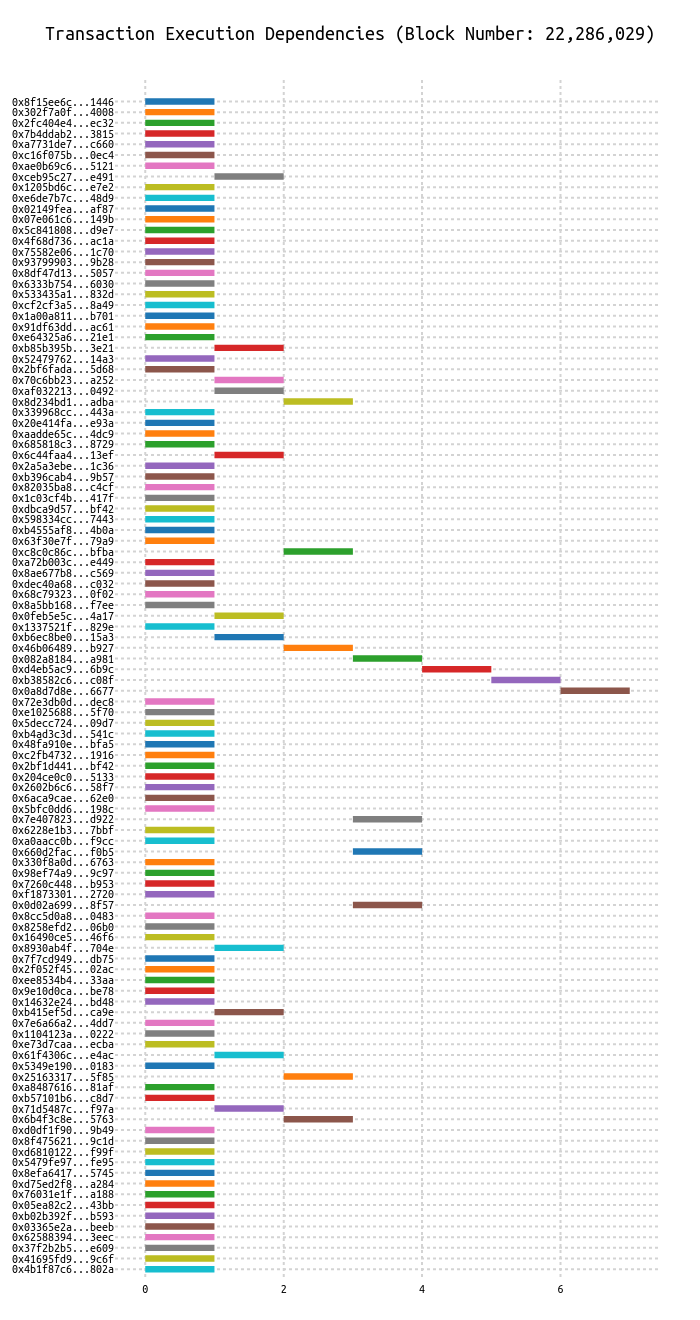 Transaction Execution Dependencies (Block Number: 22,286,029)
0x8f15ee6c...1446
0x302f7a0f...4008
0x2fc404e4...ec32
0x7b4ddab2...3815
0xa7731de7...c660
0xc16f075b...0ec4
0xae0b69c6...5121
0xceb95c27...e491
0x1205bd6c...e7e2
0xe6de7b7c...48d9
0x02149fea...af87
0x07e061c6...149b
0x5c841808...d9e7
0x4f68d736...ac1a
0x75582e06...1c70
0x93799903...9b28
0x8df47d13...5057
0x6333b754...6030
0x533435a1...832d
0xcf2cf3a5...8a49
0x1a00a811...b701
0x91df63dd...ac61
0xe64325a6...21e1
0xb85b395b...3e21
0x52479762...14a3
0x2bf6fada...5d68
0x70c6bb23...a252
0xaf032213...0492
0x8d234bd1...adba
0x339968cc...443a
0x20e414fa...e93a
0xaadde65c...4dc9
0x685818c3...8729
0x6c44faa4...13ef
0x2a5a3ebe...1c36
0xb396cab4...9b57
0x82035ba8...c4cf
0x1c03cf4b...417f
0xdbca9d57...bf42
0x598334cc...7443
0xb4555af8...4b0a
0x63f30e7f...79a9
0xc8c0c86c...bfba
0xa72b003c...e449
0x8ae677b8...c569
0xdec40a68...c032
0x68c79323...0f02
0x8a5bb168...f7ee
0x0feb5e5c...4a17
0x1337521f...829e
0xb6ec8be0...15a3
0x46b06489...b927
0x082a8184...a981
0xd4eb5ac9...6b9c
0xb38582c6...c08f
0x0a8d7d8e...6677
0x72e3db0d...dec8
0xe1025688...5f70
0x5decc724...09d7
0xb4ad3c3d...541c
0x48fa910e...bfa5
0xc2fb4732...1916
0x2bf1d441...bf42
0x204ce0c0...5133
0x2602b6c6...58f7
0x6aca9cae...62e0
0x5bfc0dd6...198c
0x7e407823...d922
0x6228e1b3...7bbf
0xa0aacc0b...f9cc
0x660d2fac...f0b5
0x330f8a0d...6763
0x98ef74a9...9c97
0x7260c448...b953
0xf1873301...2720
0x0d02a699...8f57
0x8cc5d0a8...0483
0x8258efd2...06b0
0x16490ce5...46f6
0x8930ab4f...704e
0x7f7cd949...db75
0x2f052f45...02ac
0xee8534b4...33aa
0x9e10d0ca...be78
0x14632e24...bd48
0xb415ef5d...ca9e
0x7e6a66a2...4dd7
0x1104123a...0222
0xe73d7caa...ecba
0x61f4306c...e4ac
0x5349e190...0183
0x25163317...5f85
0xa8487616...81af
0xb57101b6...c8d7
0x71d5487c...f97a
0x6b4f3c8e...5763
0xd0df1f90...9b49
0x8f475621...9c1d
0xd6810122...f99f
0x5479fe97...fe95
0x8efa6417...5745
0xd75ed2f8...a284
0x76031e1f...a188
0x05ea82c2...43bb
0xb02b392f...b593
0x03365e2a...beeb
0x62588394...3eec
0x37f2b2b5...e609
0x41695fd9...9c6f
0x4b1f87c6...802a
0 2 4 6